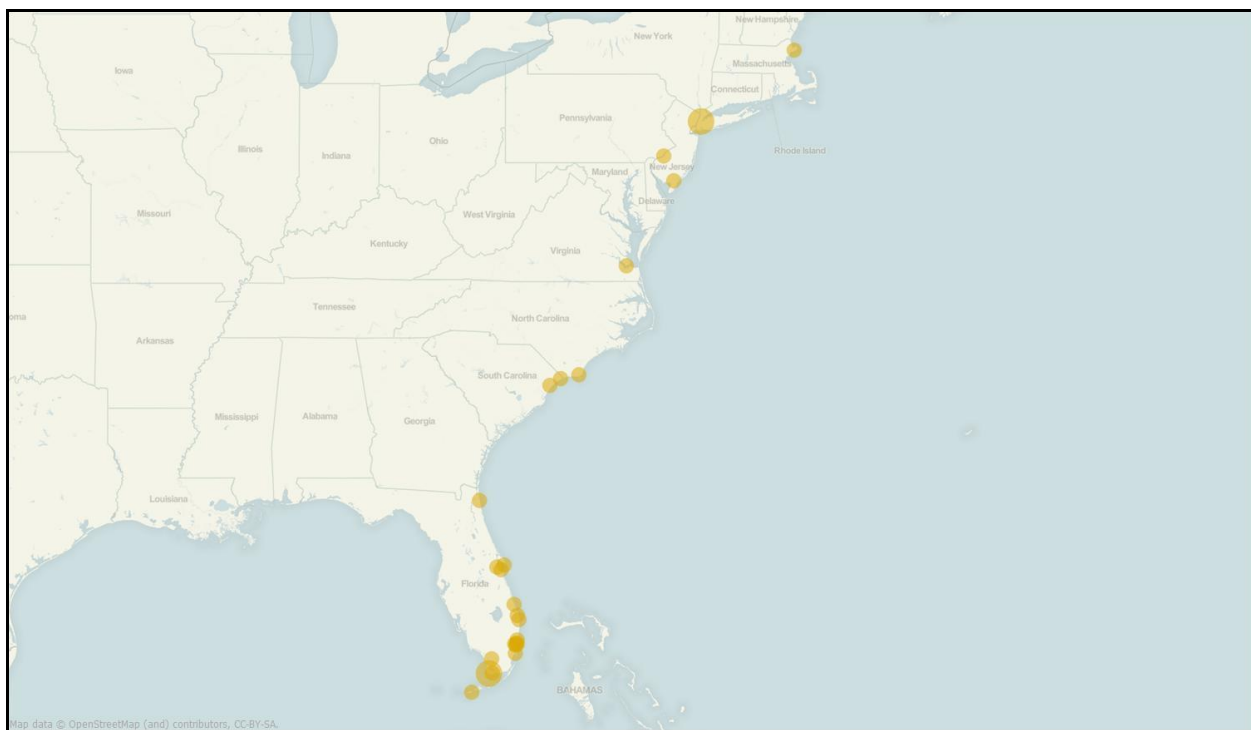 New Hampshire
New York
Massachusetts
Iowa
Connecticut
Pennsylvania
Ohio
Illinois
Indiana
Rhode Island
New Jersey
Maryland
Delaware
Missouri
West Virginia
Kentucky
Virginia
Tennessee
oma
North Carolina
Arkansas
South Carolina
Mississippi
Alabama
Georgia
Louisiana
Floride
BAHAMAS
Map data © OpenStreetMap (and) contributors, CC-BY-SA.